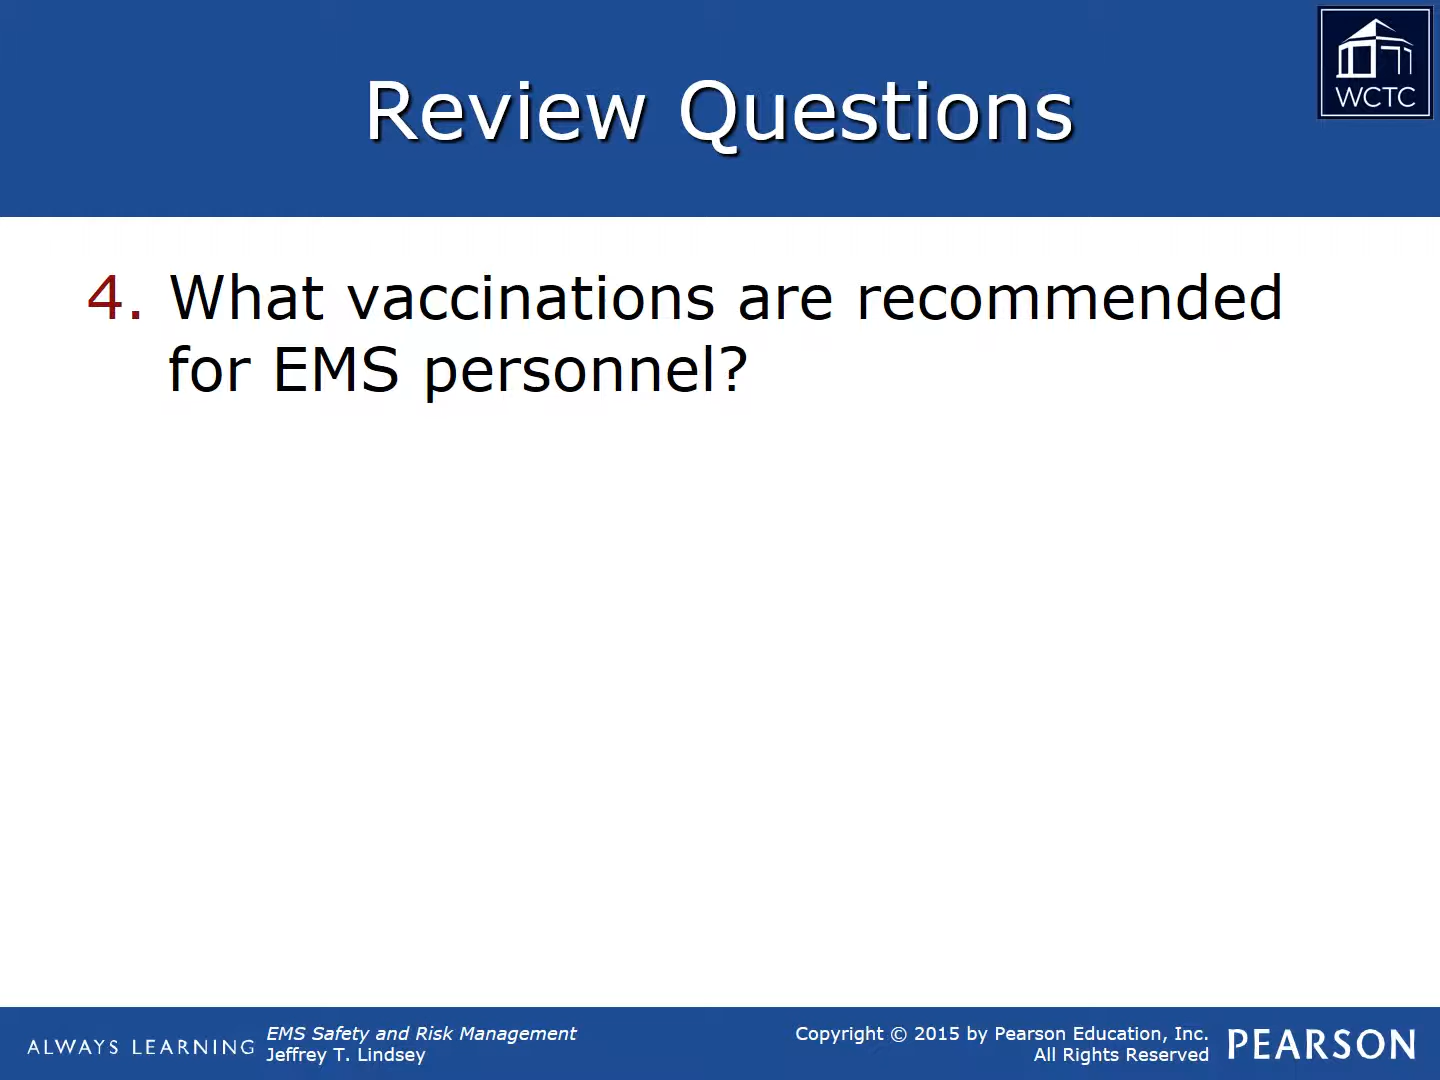 WCTC
Review Questions
4. What vaccinations are recommended
for EMS personnel?
ALWAYS LEARNING
EMS Safety and Risk Management
Jeffrey T. Lindsey
Copyright © 2015 by Pearson Education, Inc.
All Rights Reserved
PEARSON